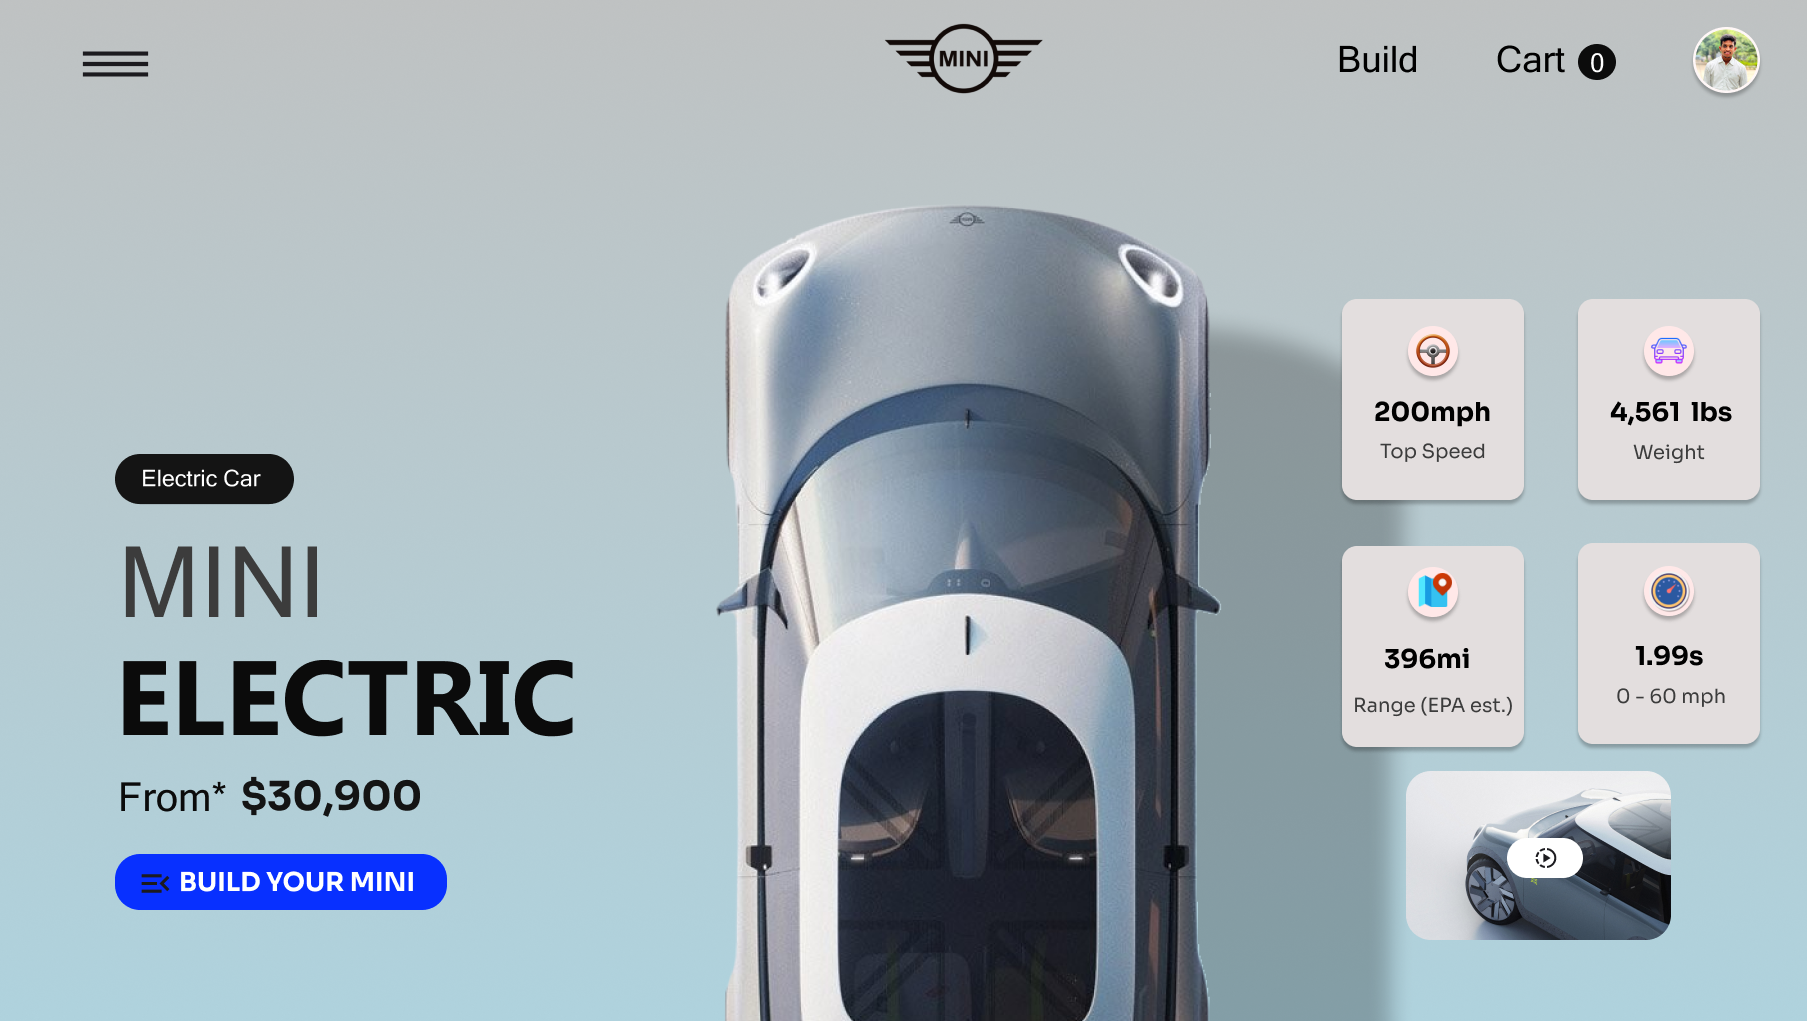 MINI
Build
Cart 0
Electric Car
MINI
ELECTRIC
From* $30,900
BUILD YOUR MINI
200mph
Top Speed
4,561 lbs
Weight
396mi
Range (EPA est.)
1.99s
0 - 60 mph